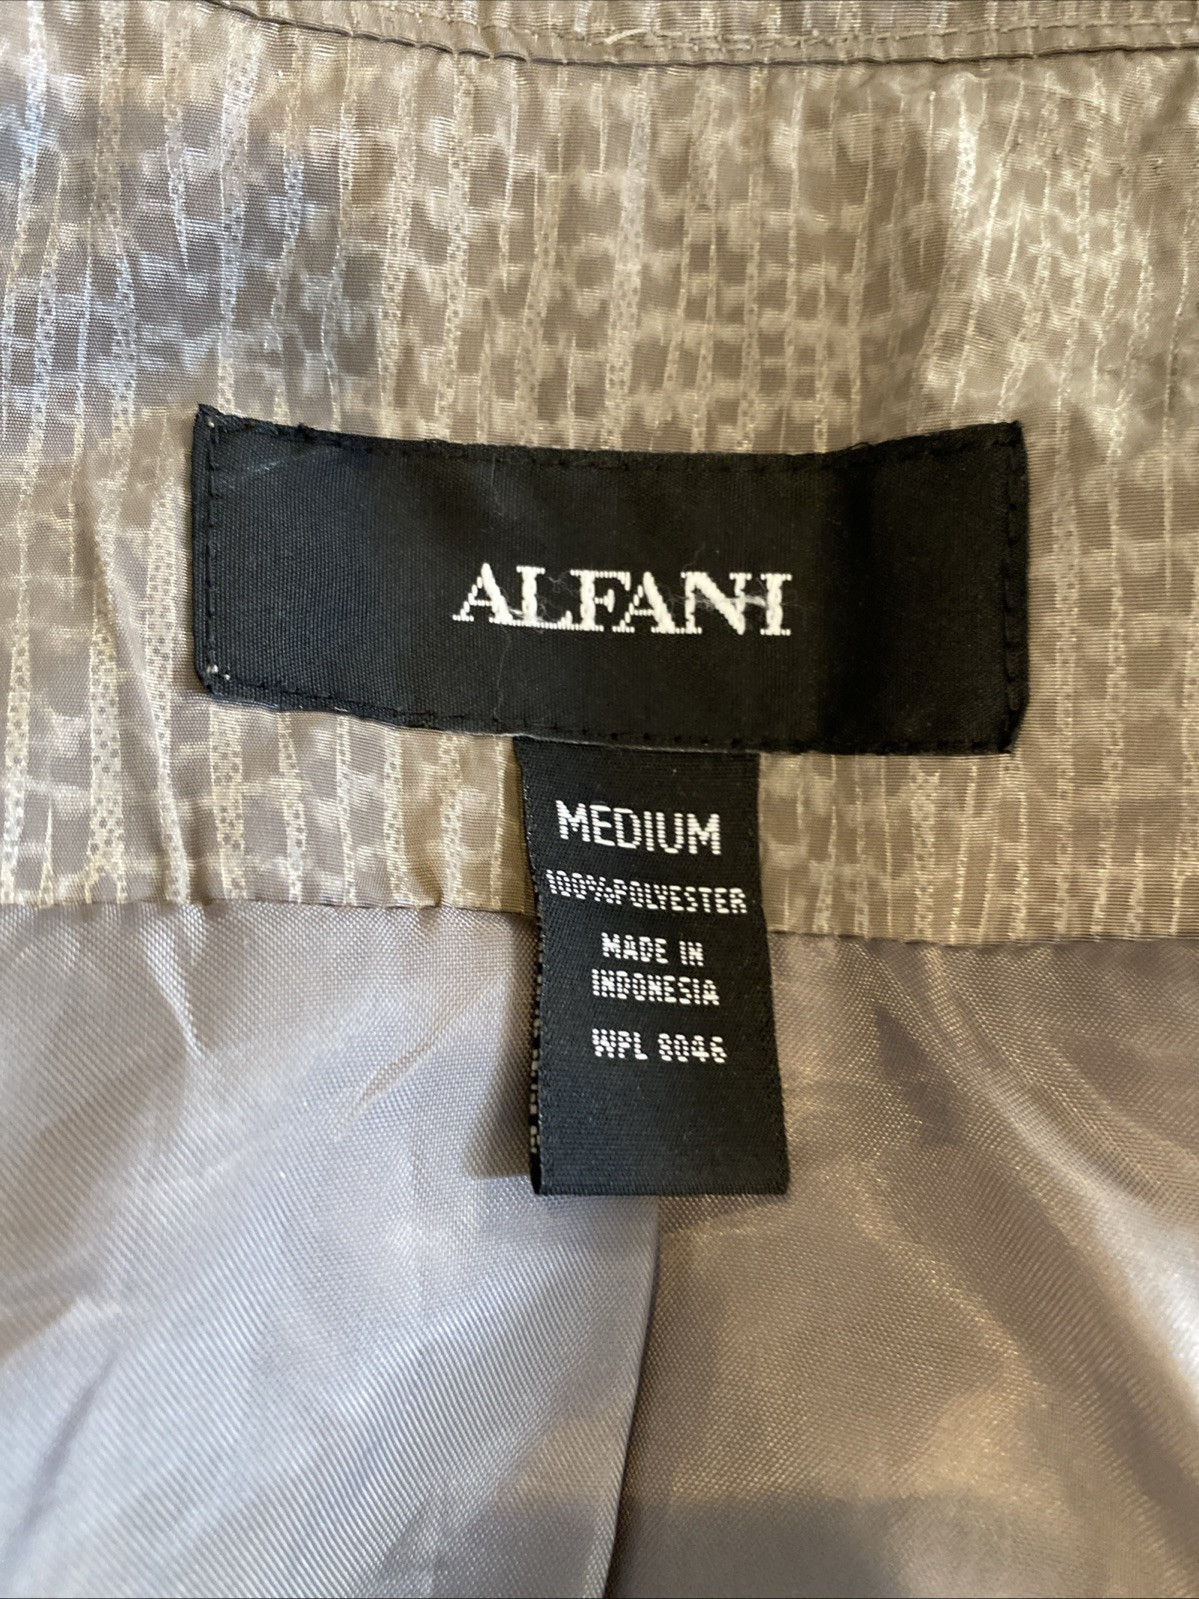 ALFANI
MEDIUM
100%POLYESTER
MADE IN
INDONESIA
WPL 8046